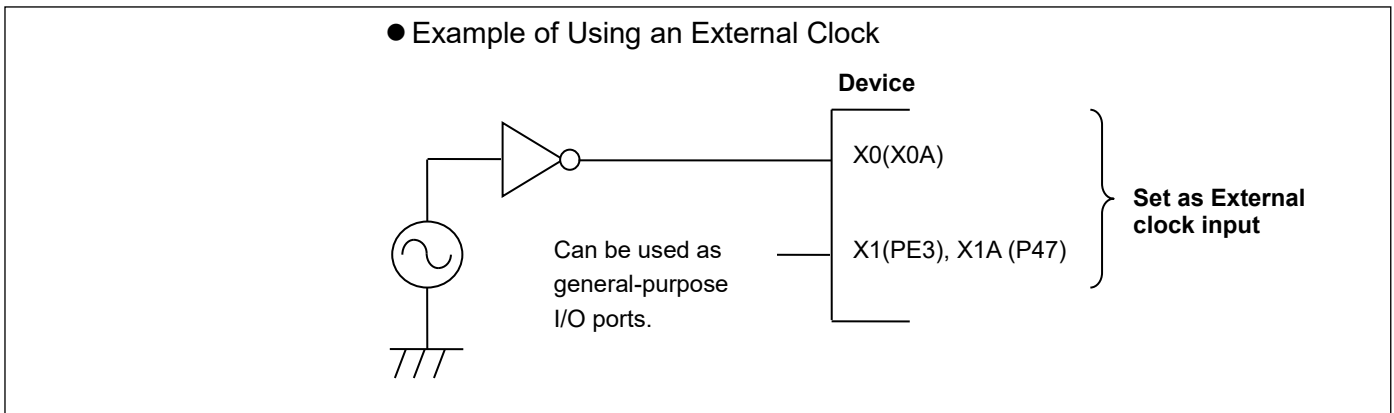 ● Example of Using an External Clock
Device
X0(X0A)
Set as External
clock input
Can be used as
general-purpose
I/O ports.
X1(PE3), X1A (P47)